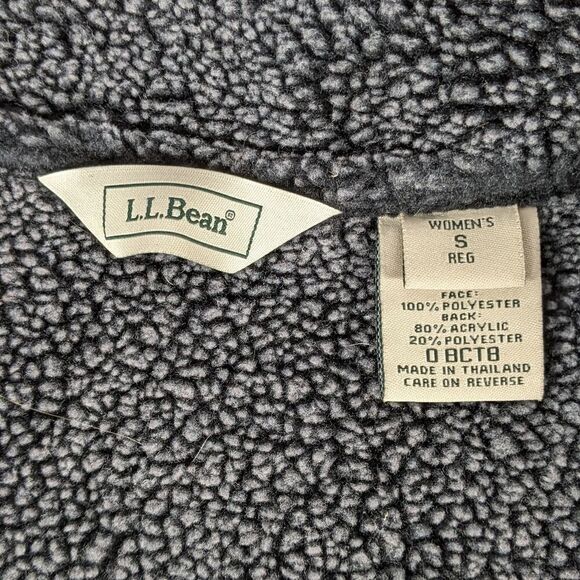 L.L.Bean®
WOMEN'S
S
REG
FACE:
100% POLYESTER
BACK:
80% ACRYLIC
20% POLYESTER
0 BCT8
MADE IN THAILAND
CARE ON REVERSE